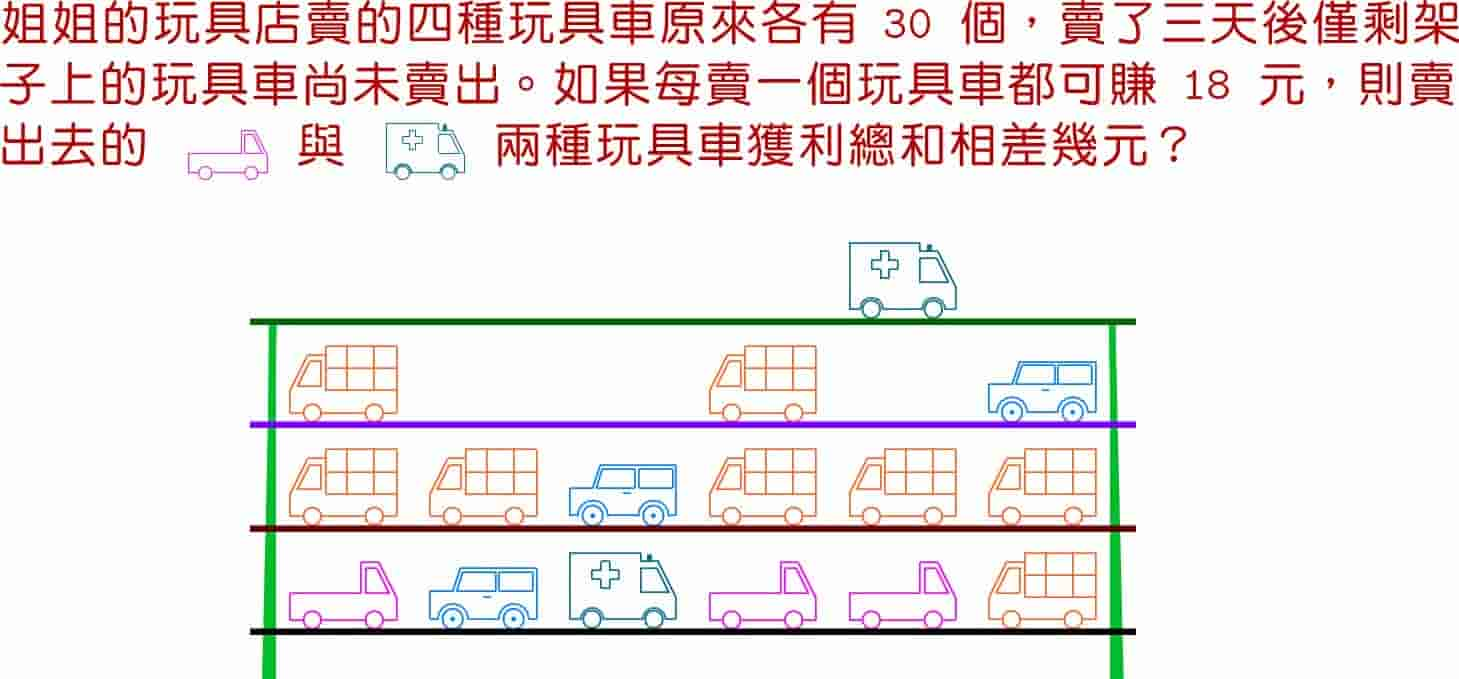 姐姐的玩具店賣的四種玩具車原來各有 30 個，賣了三天後僅剩架
子上的玩具車尚未賣出。如果每賣一個玩具車都可賺 18 元，則賣
出去的 與 兩種玩具車獲利總和相差幾元？